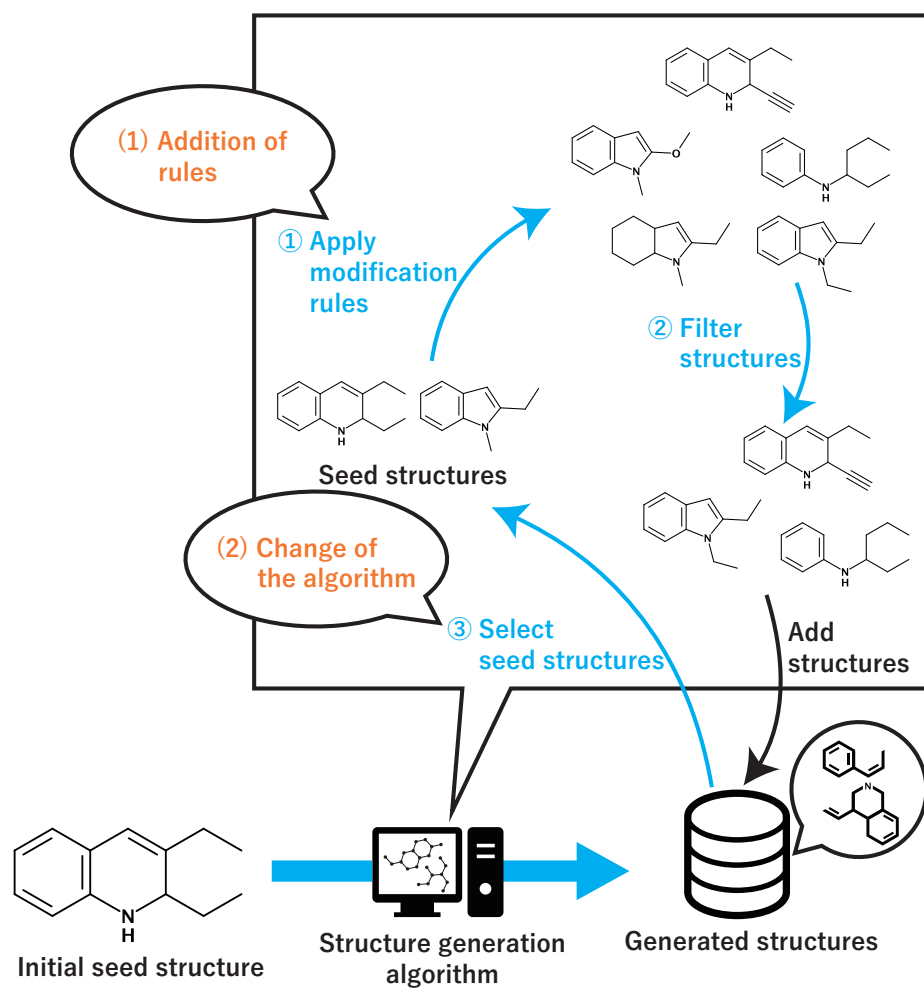 (1) Addition of
rules
① Apply
modification
rules
N
H
O
N
N
H
N
N
② Filter
structures
N
H
N
Seed structures
N
H
N
N
H
(2) Change of
the algorithm
③ Select
seed structures
Add
structures
N
N
H
Initial seed structure
Structure generation
algorithm
Generated structures